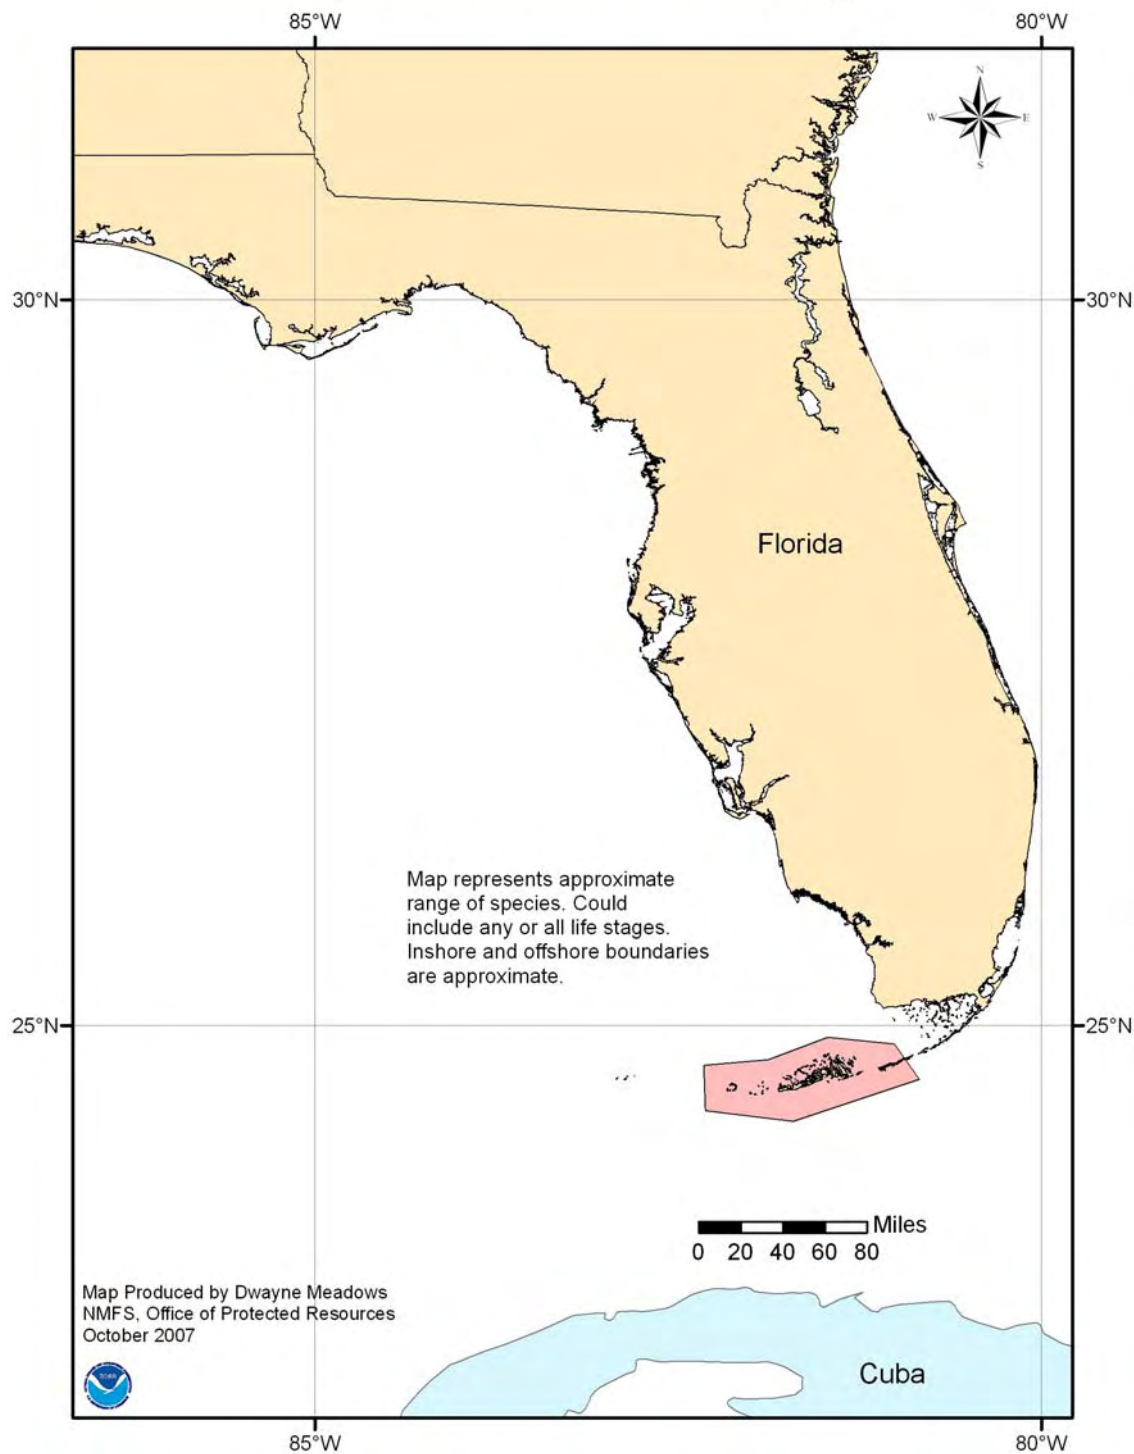 85°W
80°W
N
W
E
S
30°N
30°N
Florida
Map represents approximate
range of species. Could
include any or all life stages.
Inshore and offshore boundaries
are approximate.
25°N
25°N
Miles
0 20 40 60 80
Map Produced by Dwayne Meadows
NMFS, Office of Protected Resources
October 2007
NOAA
Cuba
85°W
80°W